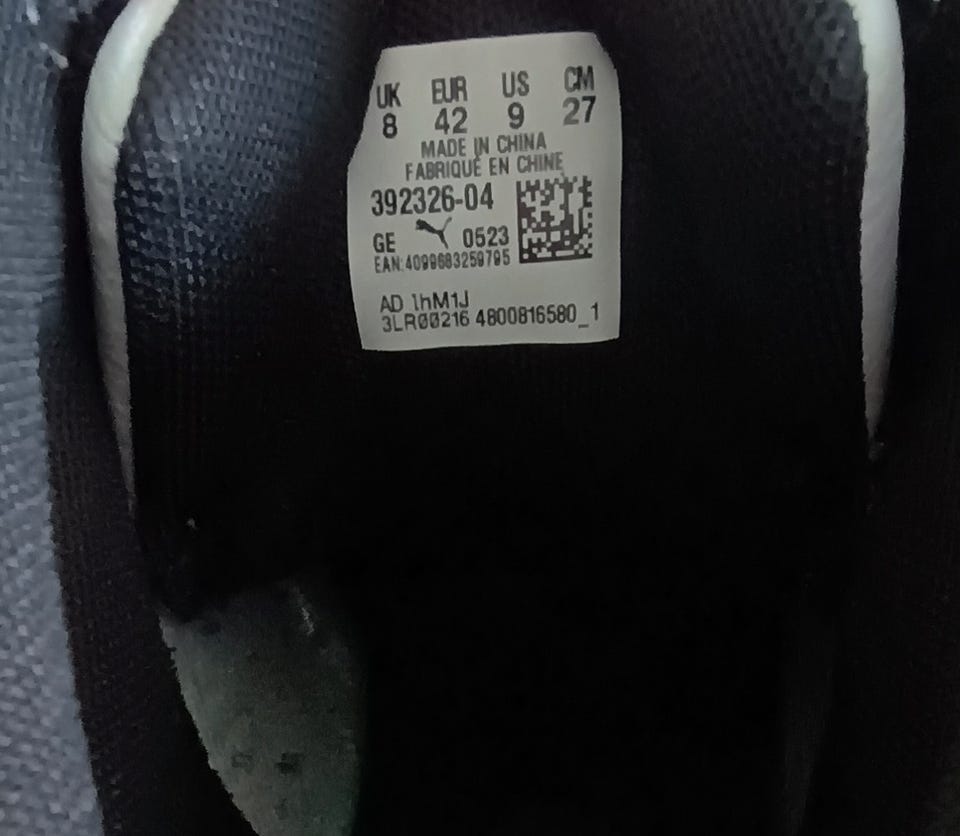 UK EUR US CM
8 42 9 27
MADE IN CHINA
FABRIQUÉ EN CHINE
392326-04
GE 0523
EAN:4099683259795
AD 1hM1J
3LR00216 4800816580_1